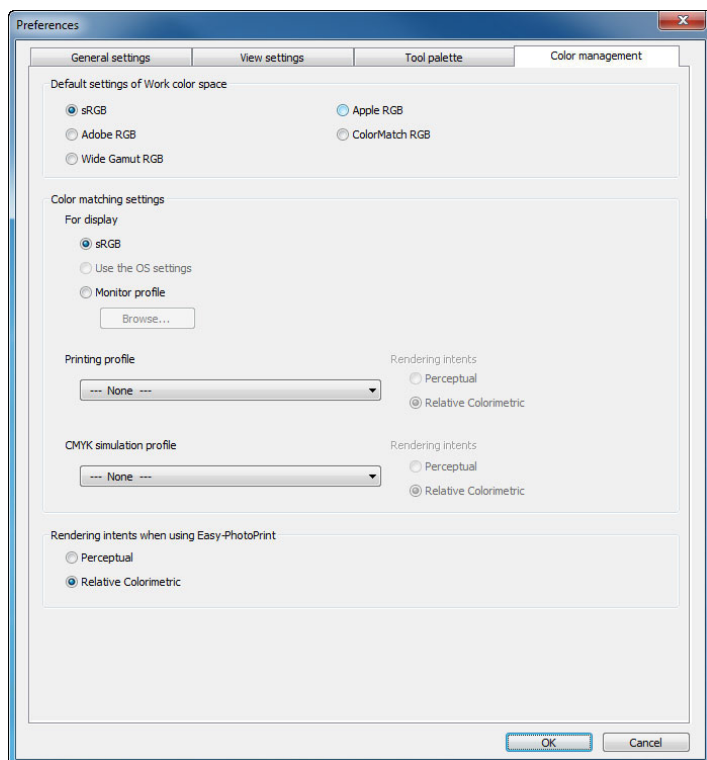 Preferences
General settings View settings Tool palette Color management
Default settings of Work color space
sRGB Apple RGB
Adobe RGB ColorMatch RGB
Wide Gamut RGB
Color matching settings
For display
sRGB
Use the OS settings
Monitor profile
Browse...
Printing profile Rendering intents
Perceptual
--- None ---
Relative Colorimetric
CMYK simulation profile Rendering intents
Perceptual
--- None ---
Relative Colorimetric
Rendering intents when using Easy-PhotoPrint
Perceptual
Relative Colorimetric
OK Cancel